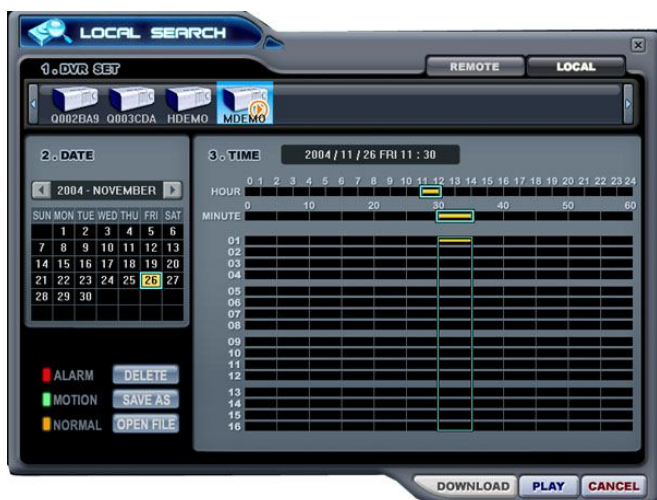 LOCAL SEARCH
1. DVR SET
REMOTE LOCAL
Q002BA9 Q003CDA HDEMO MDEMO
2. DATE
3. TIME 2004 / 11 / 26 FRI 11 : 30
2004 - NOVEMBER
SUN MON TUE WED THU FRI SAT
1 2 3 4 5 6
7 8 9 10 11 12 13
14 15 16 17 18 19 20
21 22 23 24 25 26 27
28 29 30
0 1 2 3 4 5 6 7 8 9 10 11 12 13 14 15 16 17 18 19 20 21 22 23 24
HOUR
0 10 20 30 40 50 60
MINUTE
01
02
03
04
05
06
07
08
09
10
11
12
13
14
15
16
ALARM DELETE
MOTION SAVE AS
NORMAL OPEN FILE
DOWNLOAD PLAY CANCEL